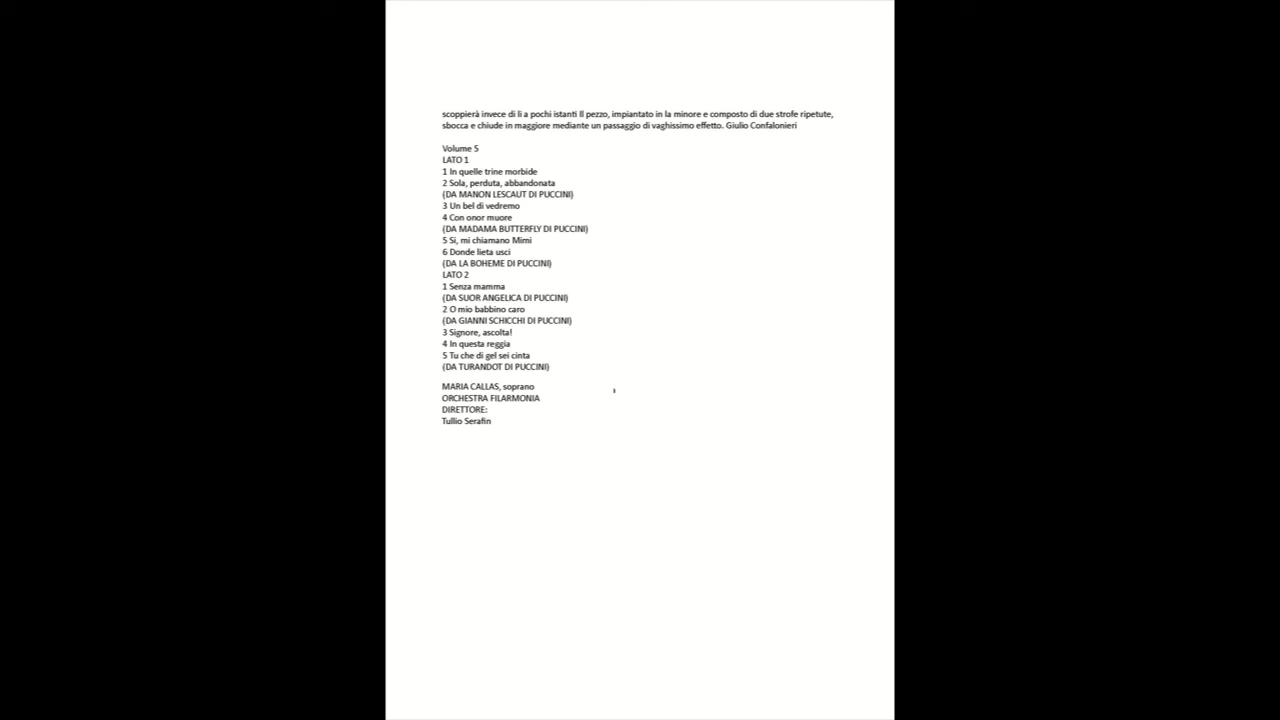 scoppierà invece di li a pochi istanti Il pezzo, impiantato in la minore e composto di due strofe ripetute,
sbocca e chiude in maggiore mediante un passaggio di vaghissimo effetto. Giulio Confalonieri
Volume 5
LATO 1
1 In quelle trine morbide
2 Sola, perduta, abbandonata
(DA MANON LESCAUT DI PUCCINI)
3 Un bel di vedremo
4 Con onor muore
(DA MADAMA BUTTERFLY DI PUCCINI)
5 Si, mi chiamano Mimi
6 Donde lieta usci
(DA LA BOHEME DI PUCCINI)
LATO 2
1 Senza mamma
(DA SUOR ANGELICA DI PUCCINI)
2 O mio babbino caro
(DA GIANNI SCHICCHI DI PUCCINI)
3 Signore, ascolta!
4 In questa reggia
5 Tu che di gel sei cinta
(DA TURANDOT DI PUCCINI)
MARIA CALLAS, soprano
ORCHESTRA FILARMONIA
DIRETTORE:
Tullio Serafin